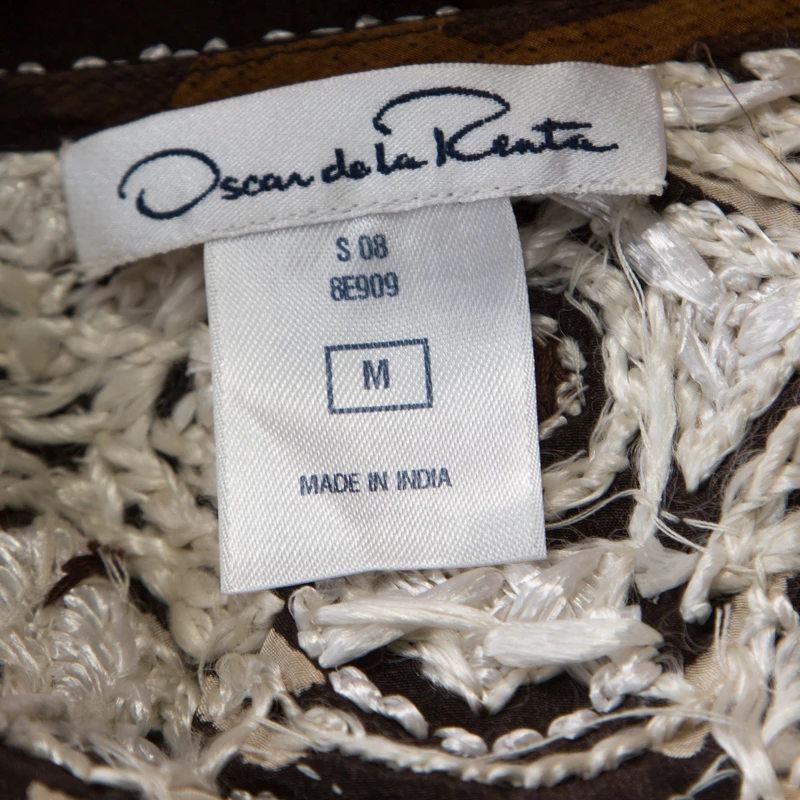 Oscar de la Renta
S 08
8E909
M
MADE IN INDIA